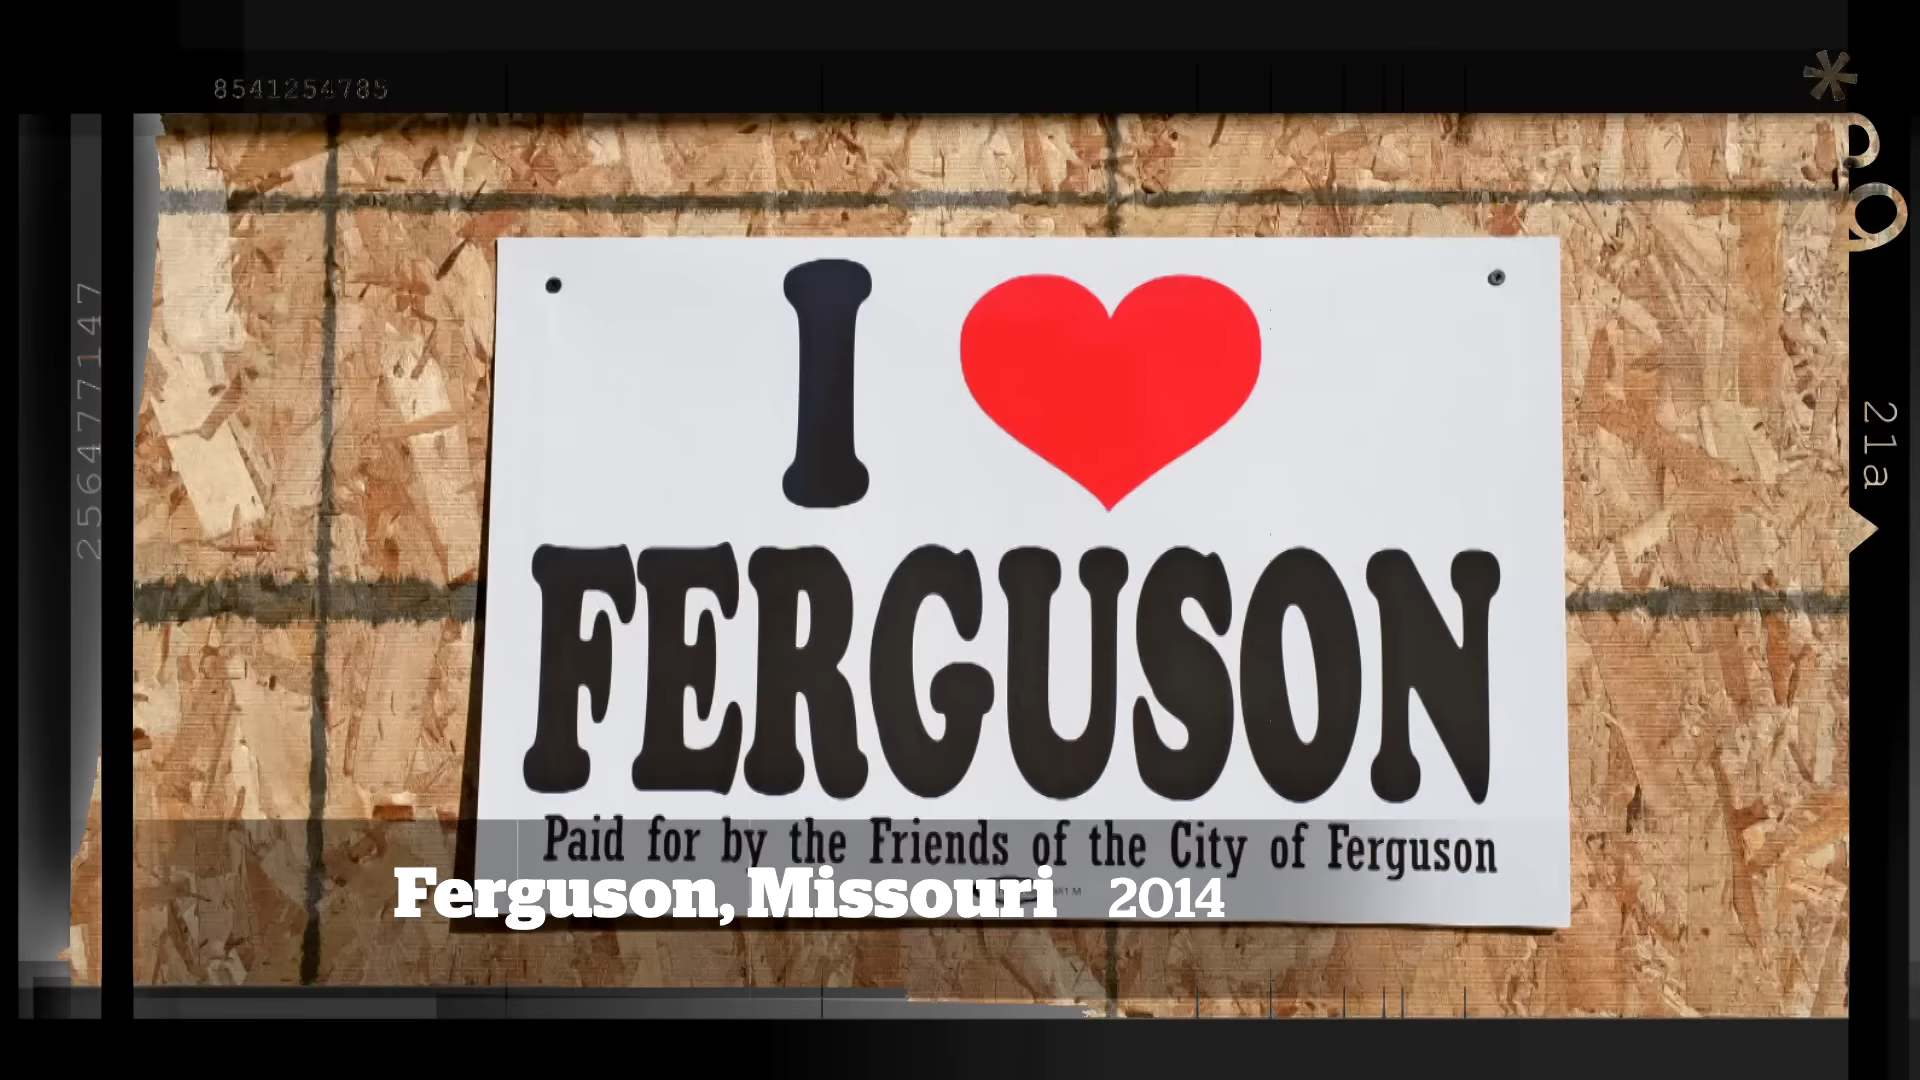 8541254785
I ❤
FERGUSON
Paid for by the Friends of the City of Ferguson
Ferguson, Missouri 2014
2564777147
21a